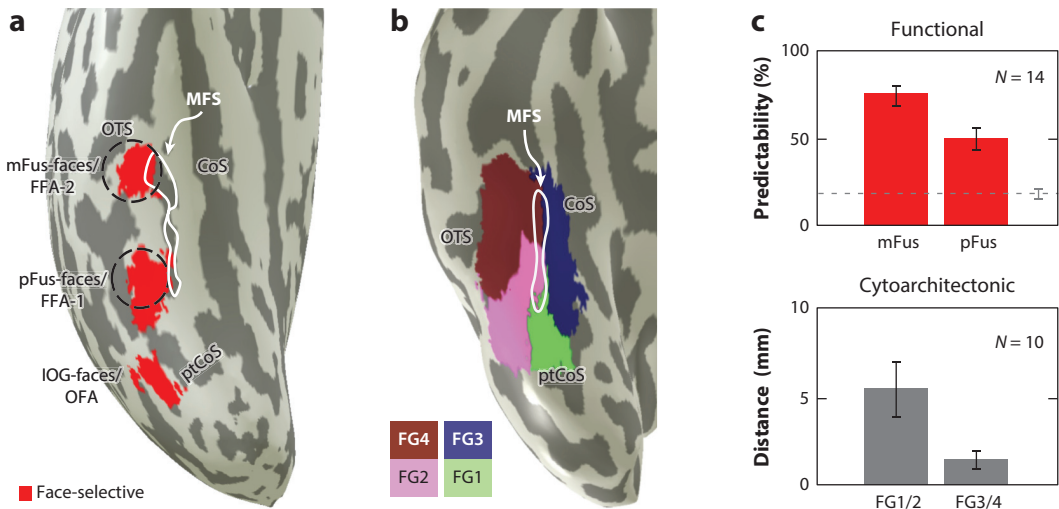 a
MFS
OTS
mFus-faces/
FFA-2
CoS
pFus-faces/
FFA-1
IOG-faces/
OFA
ptCoS
Face-selective
b
MFS
CoS
OTS
ptCoS
FG4 FG3
FG2 FG1
c
Functional
Predictability (%)
100
50
0
N = 14
mFus pFus
Cytoarchitectonic
Distance (mm)
10
5
0
N = 10
FG1/2 FG3/4